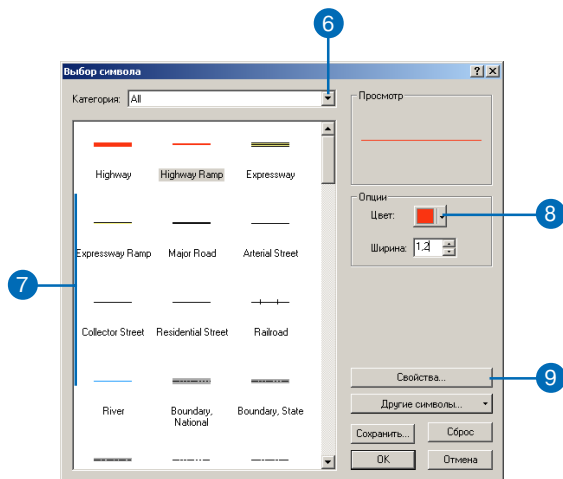 6
Выбор символа
Категория: All
Просмотр
Highway
Highway Ramp
Expressway
Опции
Цвет:
8
Ширина: 1,2
Expressway Ramp
Major Road
Arterial Street
7
Collector Street
Residential Street
Railroad
Свойства...
9
Другие символы...
River
Boundary, National
Boundary, State
Сохранить...
Сброс
OK
Отмена